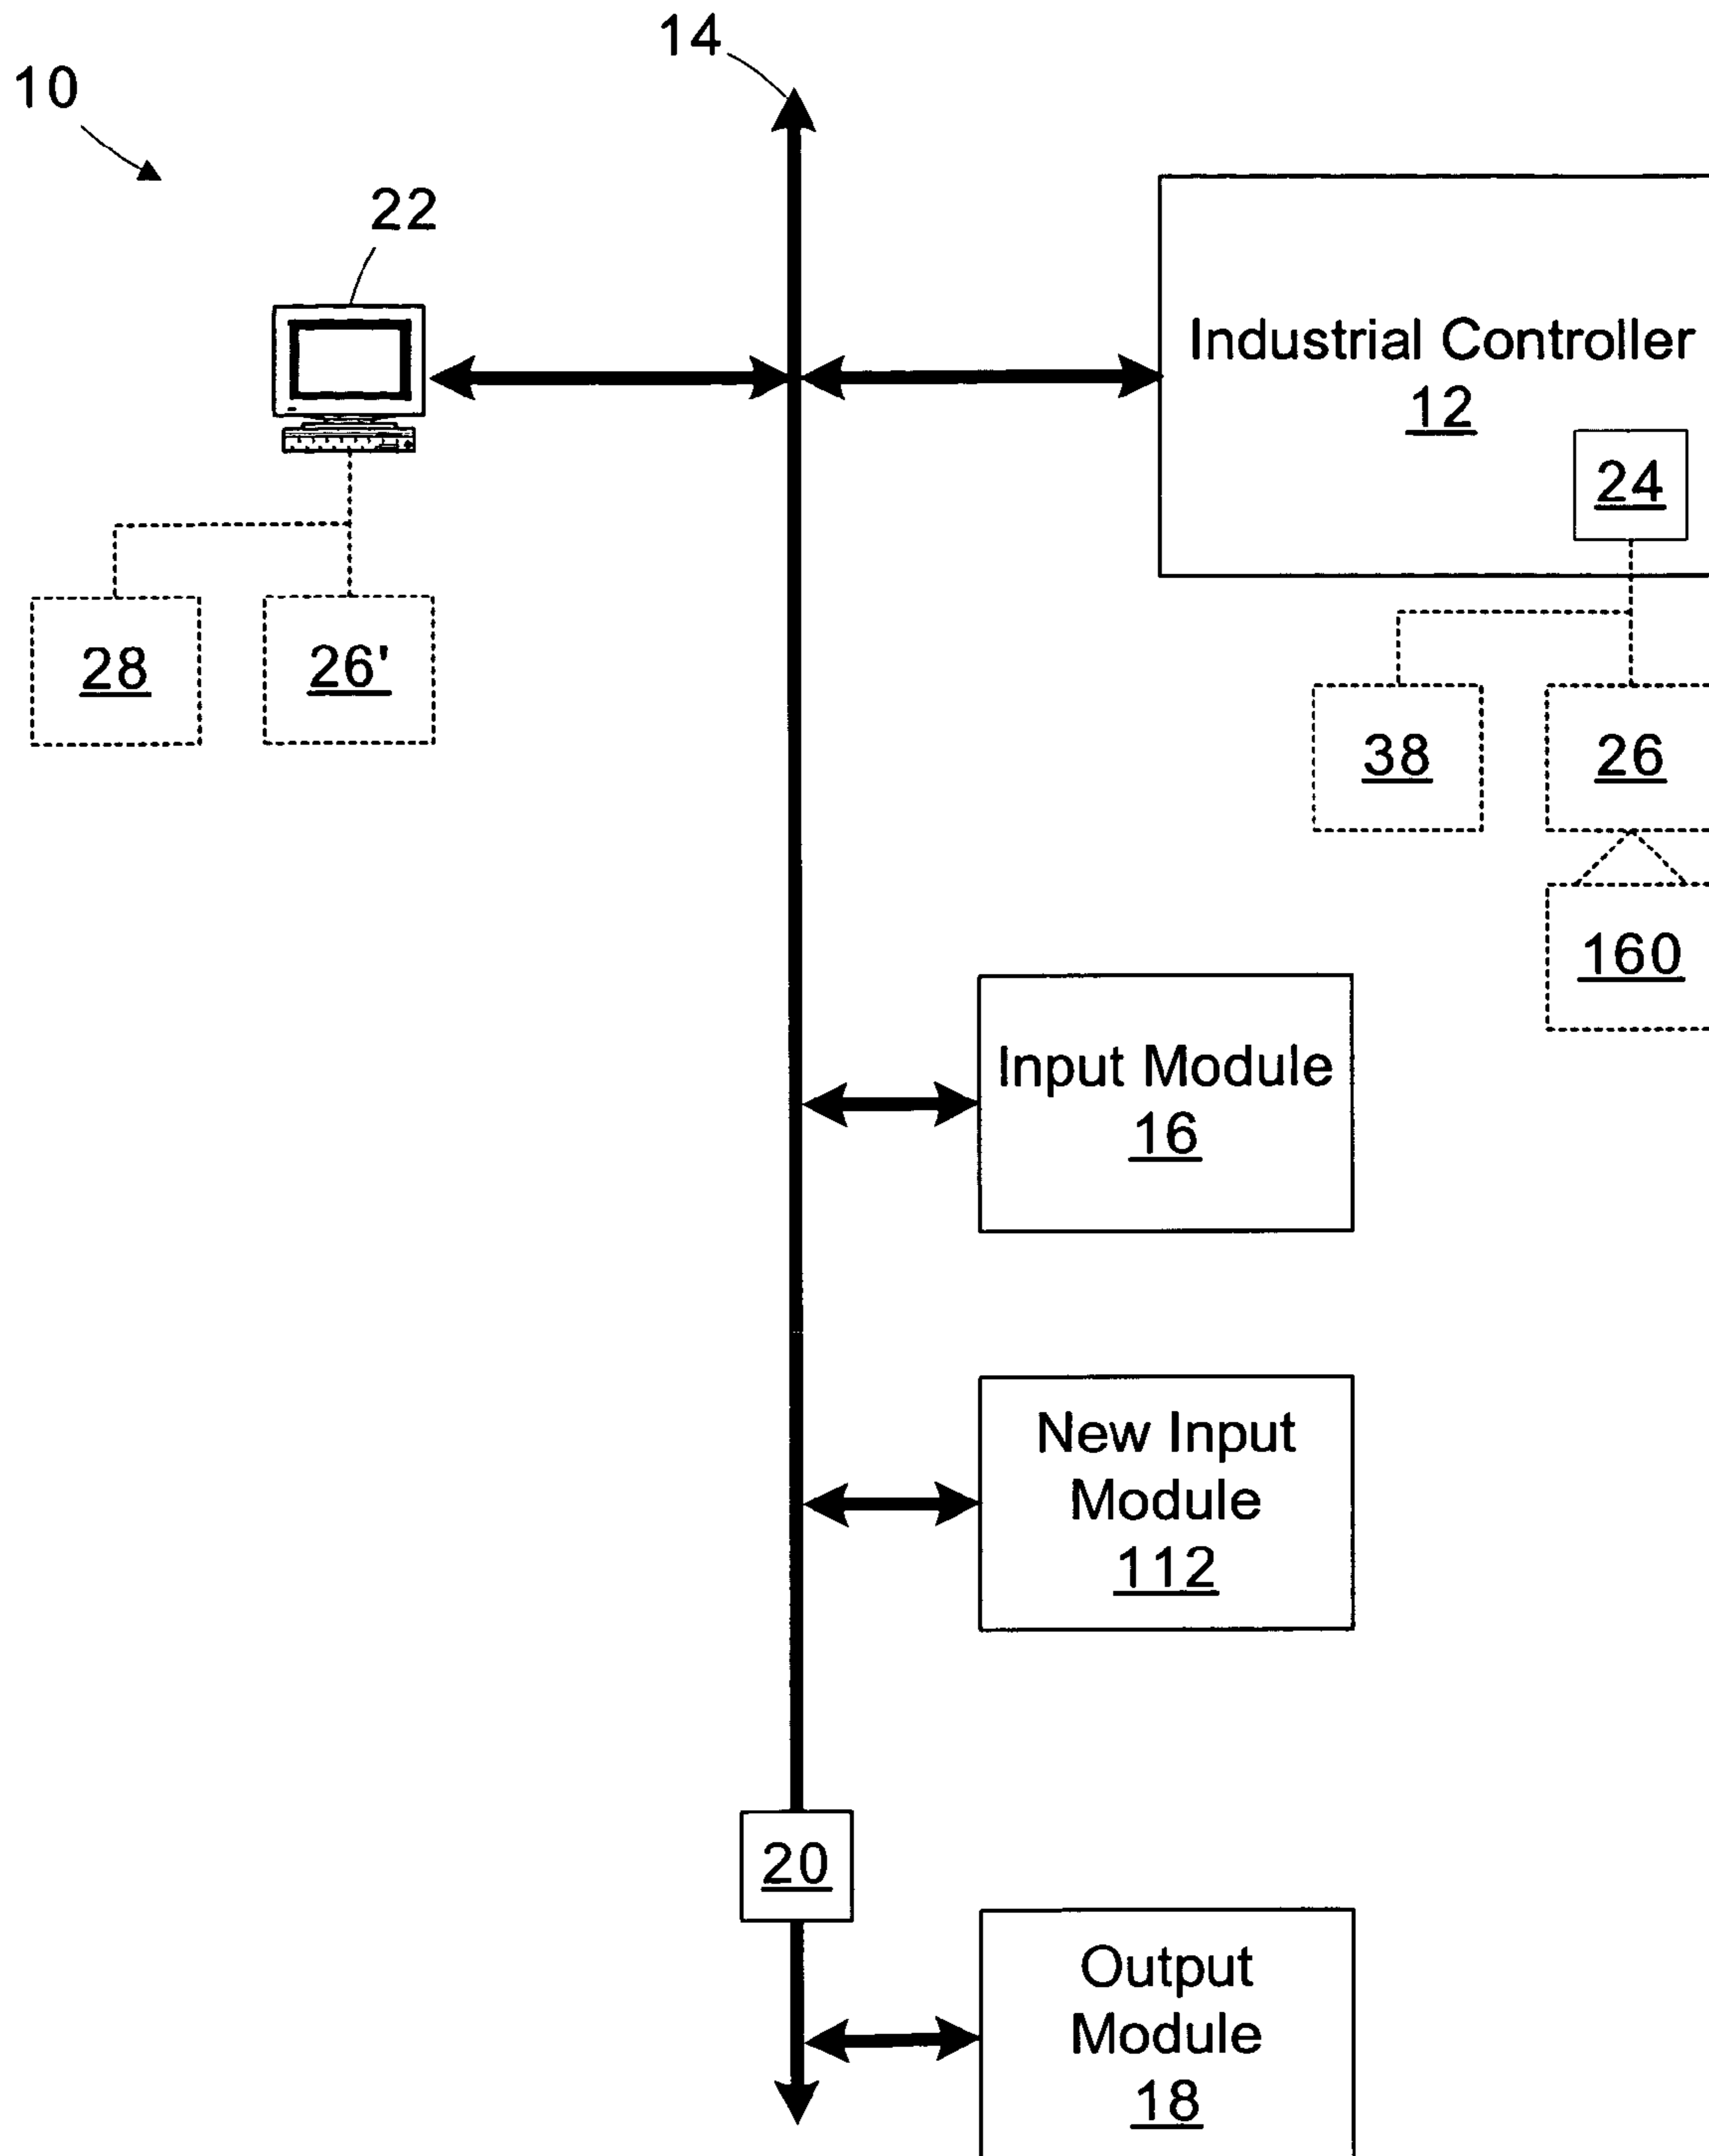 14
10
22
Industrial Controller
12
24
28
26'
38
26
160
Input Module
16
New Input
Module
112
20
Output
Module
18